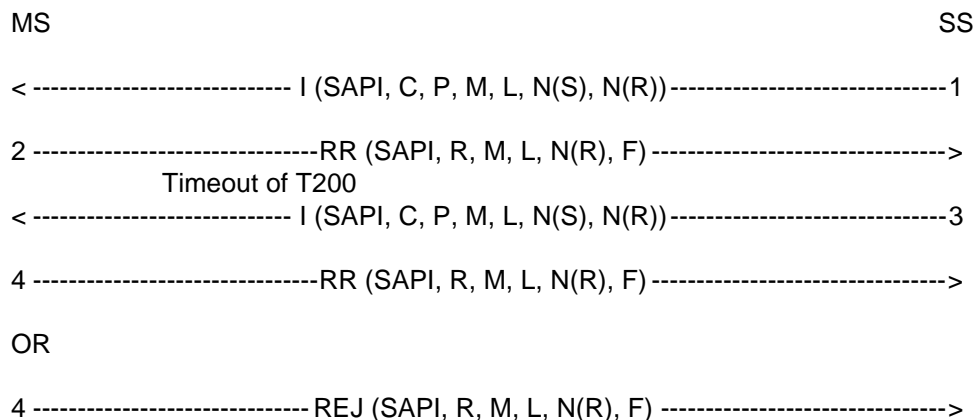 MS SS
< ----------------------------- I (SAPI, C, P, M, L, N(S), N(R))-------------------------------1
2 --------------------------------RR (SAPI, R, M, L, N(R), F) --------------------------------->
Timeout of T200
< ----------------------------- I (SAPI, C, P, M, L, N(S), N(R))-------------------------------3
4 --------------------------------RR (SAPI, R, M, L, N(R), F) --------------------------------->
OR
4 -------------------------------REJ (SAPI, R, M, L, N(R), F) ---------------------------------->